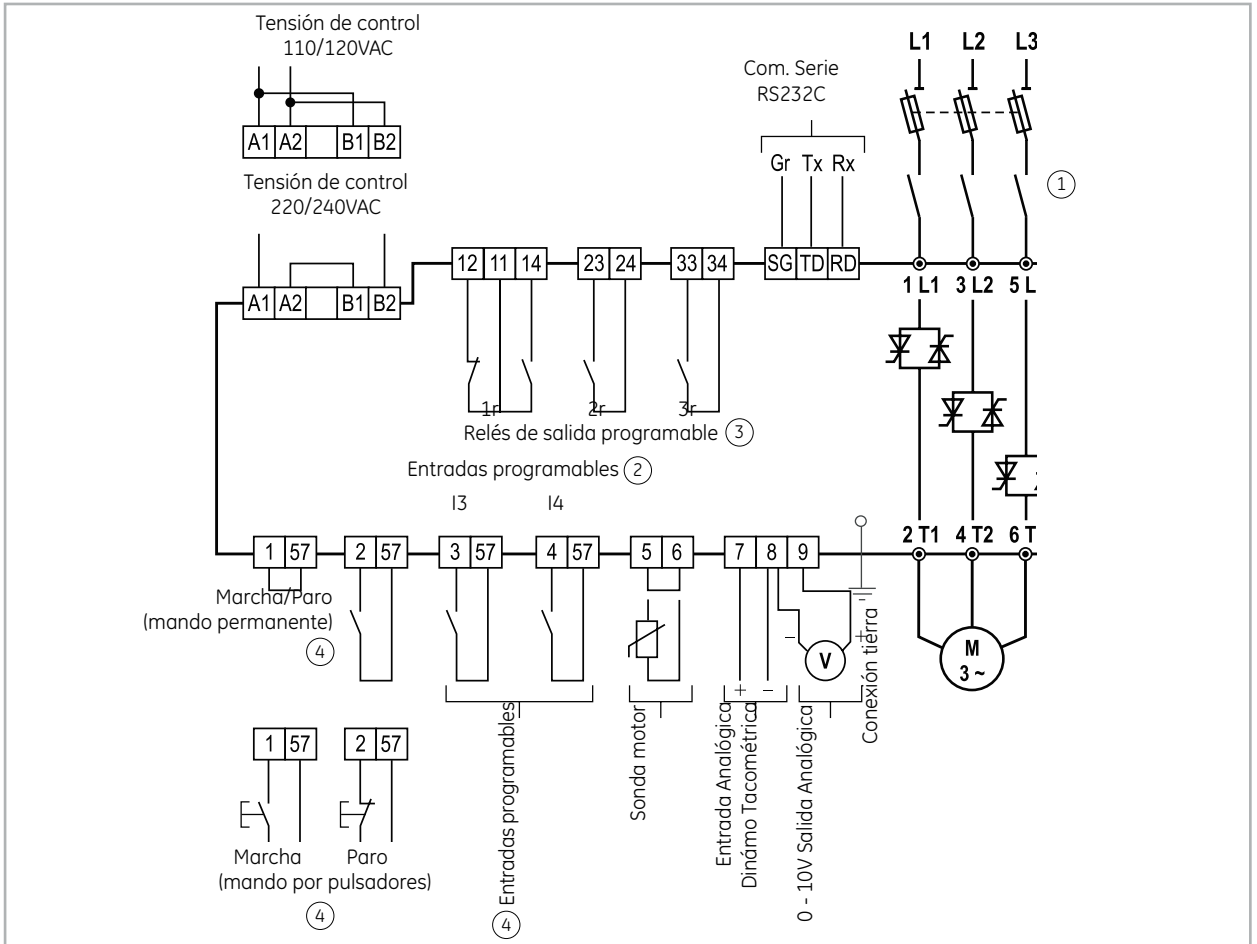 Tensión de control
110/120VAC
A1 A2 B1 B2
Tensión de control
220/240VAC
A1 A2 B1 B2
Com. Serie
RS232C
Gr Tx Rx
L1 L2 L3
1
12 11 14 23 24 33 34 SG TD RD
1 L1 3 L2 5 L
1r 2r 3r
Relés de salida programable 3
Entradas programables 2
I3 I4
1 57 2 57 3 57 4 57 5 6 7 8 9
2 T1 4 T2 6 T
Marcha/Paro
(mando permanente)
4
M
3 ~
V
– +
+ –
Conexión tierra
4 Entradas programables
Sonda motor
Entrada Analógica
Dinámo Tacométrica
0 - 10V Salida Analógica
1 57 2 57
Marcha Paro
(mando por pulsadores)
4